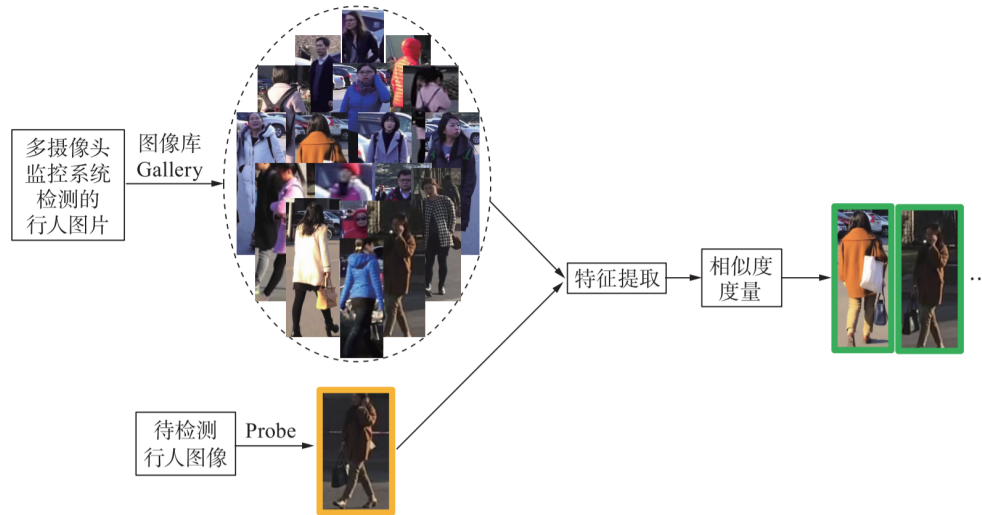 多摄像头
监控系统
检测的
行人图片
图像库
Gallery
特征提取
相似度
度量
··
待检测
行人图像
Probe